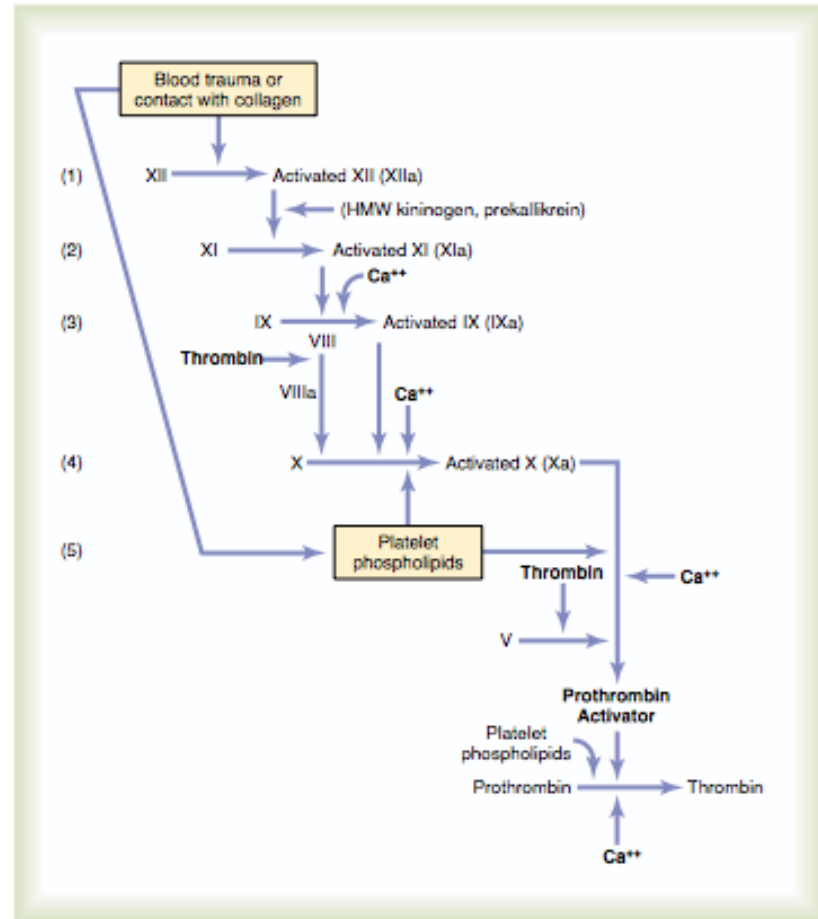 Blood trauma or
contact with collagen
(1)
XII
Activated XII (XIIa)
(HMW kininogen, prekallikrein)
(2)
XI
Activated XI (XIa)
Ca++
(3)
IX
Activated IX (IXa)
VIII
Thrombin
VIIIa
Ca++
(4)
X
Activated X (Xa)
(5)
Platelet
phospholipids
Thrombin
Ca++
V
Prothrombin
Activator
Platelet
phospholipids
Prothrombin
Thrombin
Ca++